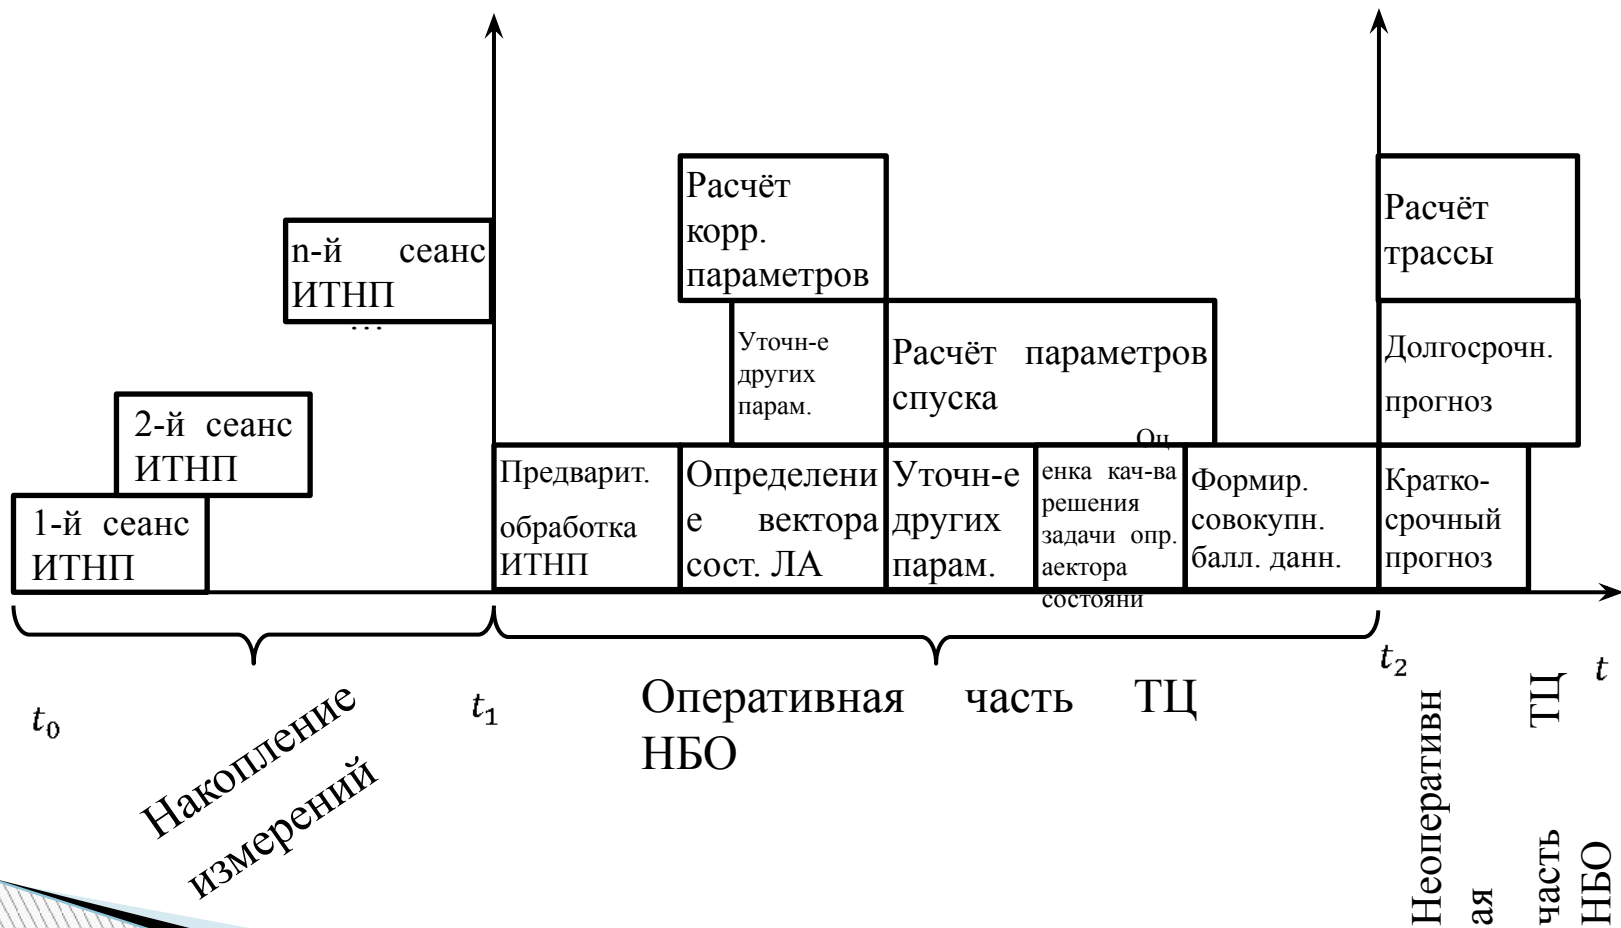 Расчёт
корр.
параметров
Расчёт
трассы
n-й сеанс
ИТНП
...
Уточн-е
других
парам.
Расчёт параметров
спуска
Долгосрочн.
прогноз
2-й сеанс
ИТНП
1-й сеанс
ИТНП
Предварит.
обработка
ИТНП
Определени
е вектора
сост. ЛА
Уточн-е
других
парам.
Оц
енка кач-ва
решения
задачи опр.
аектора
состояни
Формир.
совокупн.
балл. данн.
Кратко-
срочный
прогноз
t₀
t₁
t₂
t
Накопление
измерений
Оперативная часть ТЦ
НБО
Неоперативн
ая
часть ТЦ
НБО